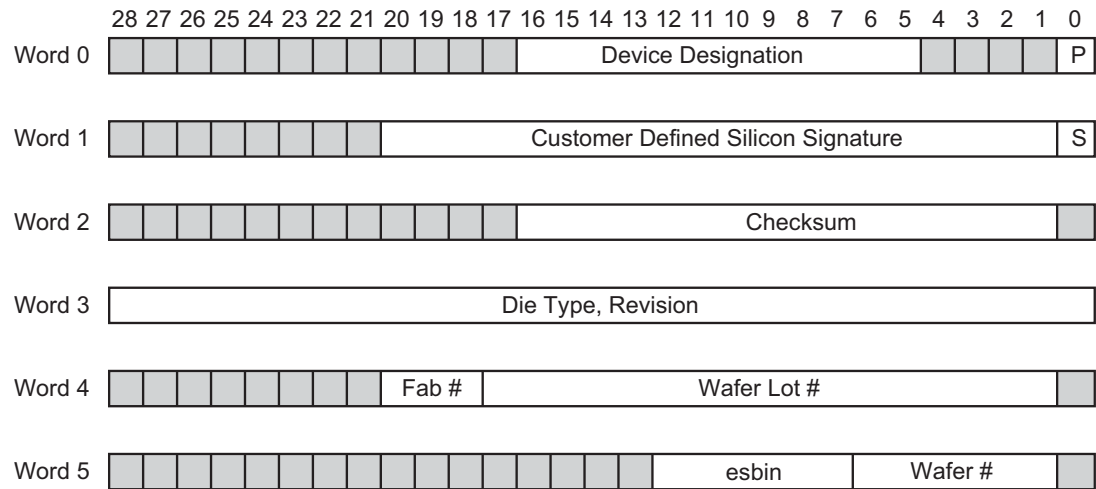 28 27 26 25 24 23 22 21 20 19 18 17 16 15 14 13 12 11 10 9 8 7 6 5 4 3 2 1 0
Word 0 Device Designation P
Word 1 Customer Defined Silicon Signature S
Word 2 Checksum
Word 3 Die Type, Revision
Word 4 Fab # Wafer Lot #
Word 5 esbin Wafer #